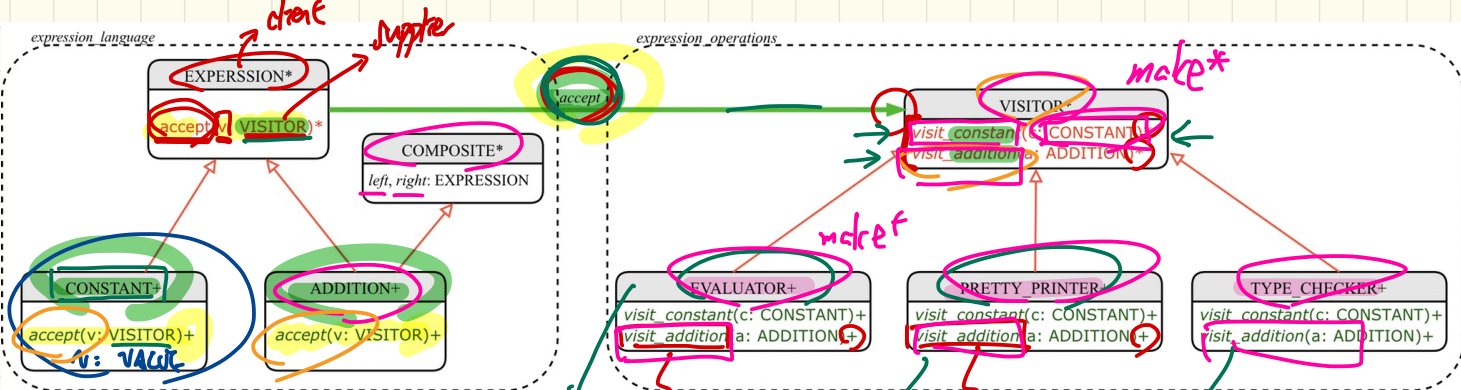 client
supplier
make*
expression_language
expression_operations
EXPERSSION*
accept(v: VISITOR)*
accept
VISITOR*
visit_constant(c: CONSTANT)*
visit_addition(a: ADDITION)*
COMPOSITE*
left, right: EXPRESSION
make+
CONSTANT+
accept(v: VISITOR)+
v: VALUE
ADDITION+
accept(v: VISITOR)+
EVALUATOR+
visit_constant(c: CONSTANT)+
visit_addition(a: ADDITION)+
PRETTY_PRINTER+
visit_constant(c: CONSTANT)+
visit_addition(a: ADDITION)+
TYPE_CHECKER+
visit_constant(c: CONSTANT)+
visit_addition(a: ADDITION)+